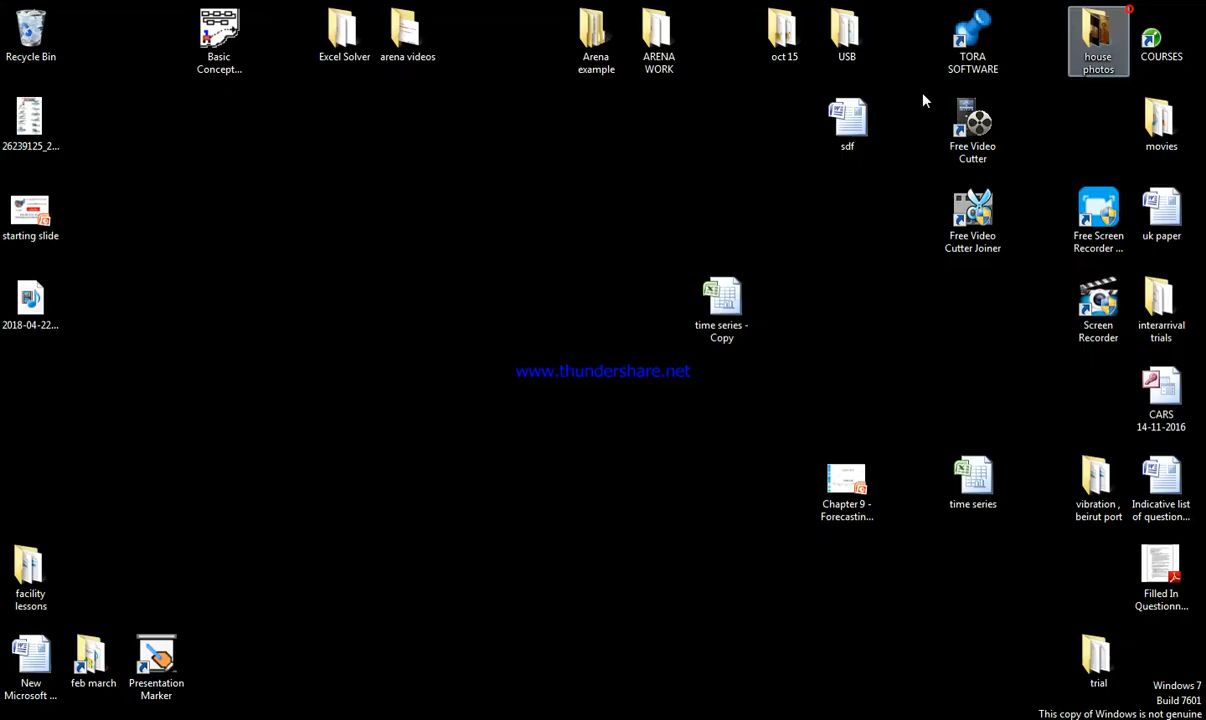 Recycle Bin
Basic
Concept...
Excel Solver
arena videos
Arena
example
ARENA
WORK
oct 15
USB
TORA
SOFTWARE
house
photos
COURSES
26239125_2...
sdf
Free Video
Cutter
movies
starting slide
Free Video
Cutter Joiner
Free Screen
Recorder ...
uk paper
2018-04-22...
time series -
Copy
Screen
Recorder
interarrival
trials
www.thundershare.net
CARS
14-11-2016
Chapter 9 -
Forecastin...
time series
vibration ,
beirut port
Indicative list
of question...
facility
lessons
Filled In
Questionn...
New
Microsoft ...
feb march
Presentation
Marker
trial
Windows 7
Build 7601
This copy of Windows is not genuine